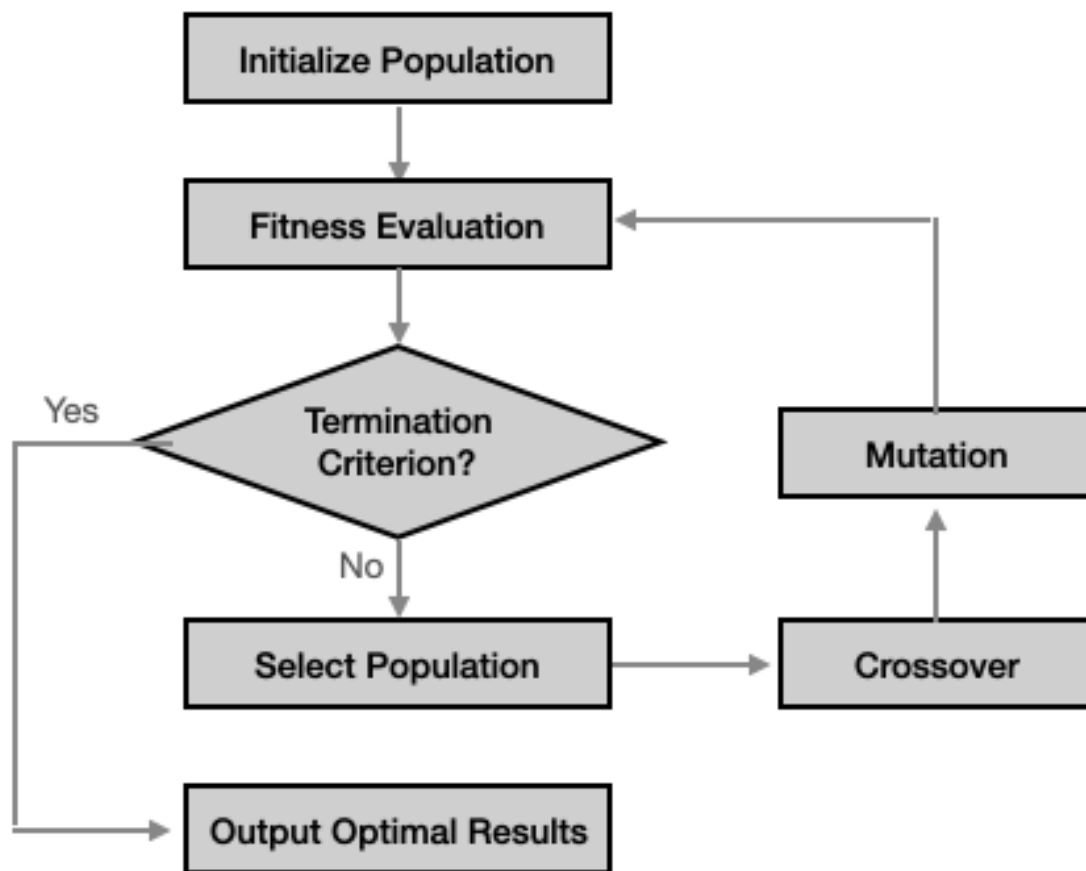 Initialize Population
Fitness Evaluation
Yes
Termination
Criterion?
Mutation
No
Select Population
Crossover
Output Optimal Results